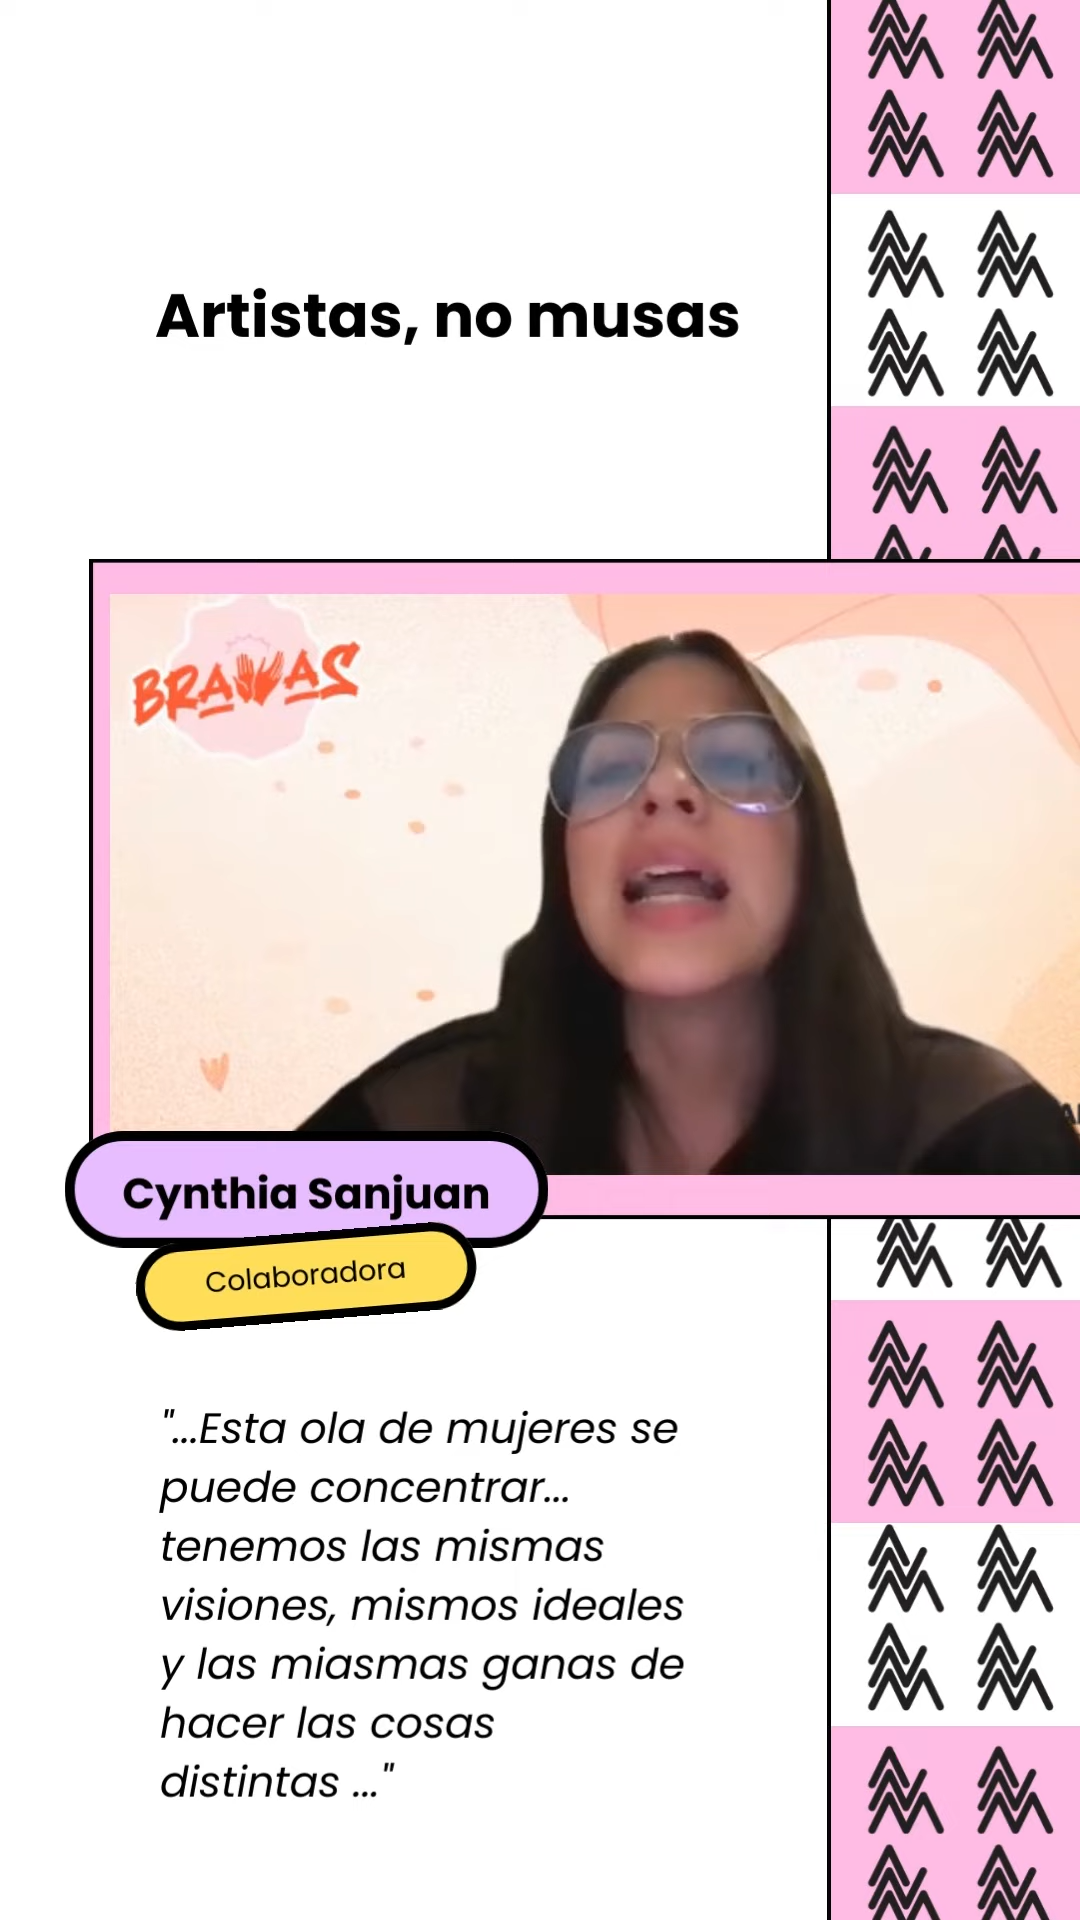 Artistas, no musas
BRAVAS
Cynthia Sanjuan
Colaboradora
"...Esta ola de mujeres se
puede concentrar...
tenemos las mismas
visiones, mismos ideales
y las miasmas ganas de
hacer las cosas
distintas ..."